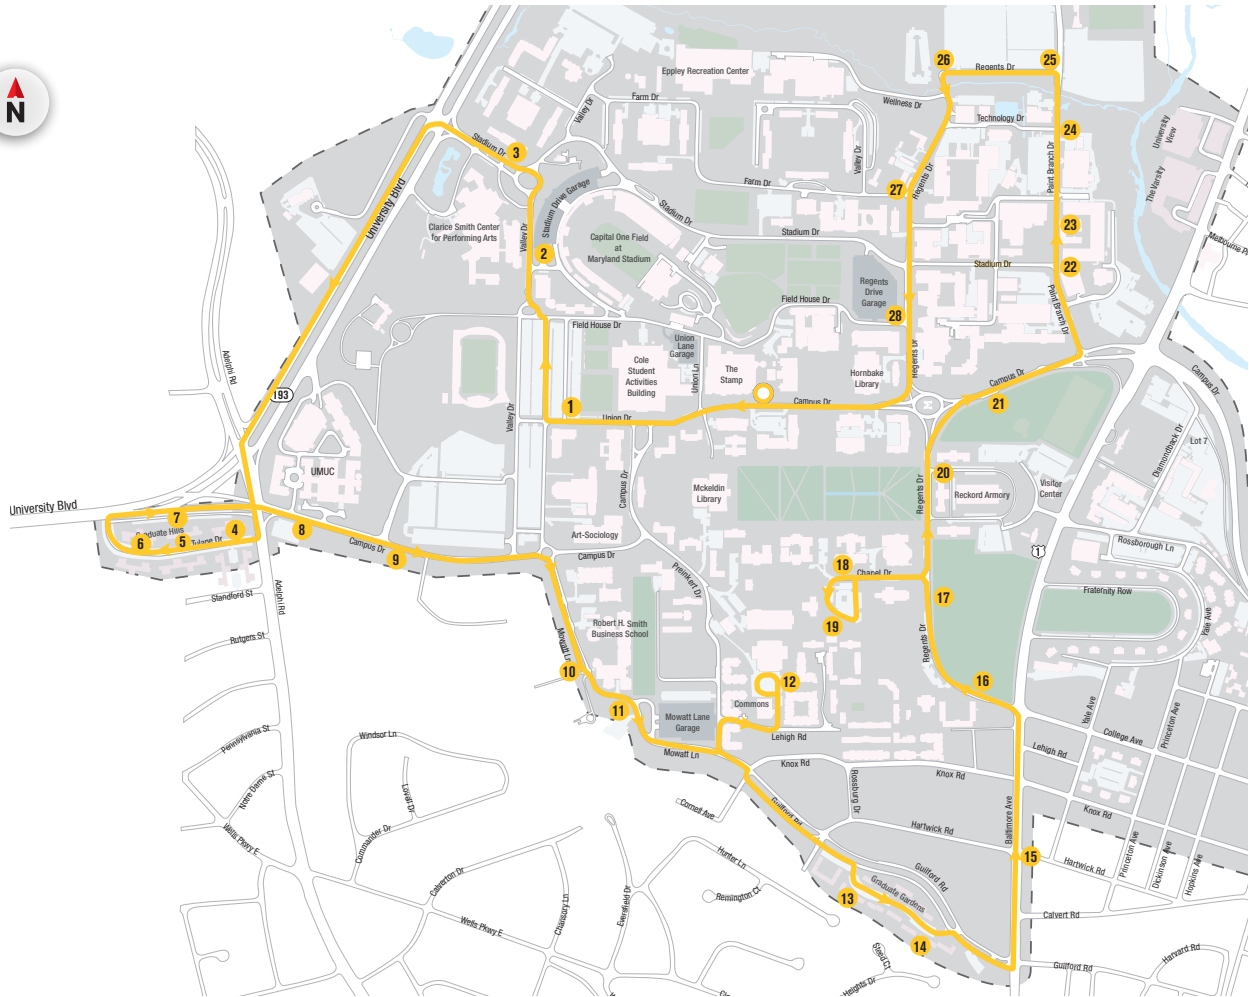 N
26
25
Regents Dr
Eppley Recreation Center
Farm Dr
Wellness Dr
Valley Dr
Technology Dr
24
University
View
Stadium Dr
3
Paint Branch Dr
Valley Dr
Farm Dr
27
Regents Dr
The Varsity
University Blvd
Stadium Drive Garage
Stadium Dr
Clarice Smith Center
for Performing Arts
Valley Dr
2
Capital One Field
at
Maryland Stadium
Stadium Dr
23
Stadium Dr
22
Regents
Drive
Garage
28
Field House Dr
Paint Branch Dr
Field House Dr
Union
Lane
Garage
Adelphi Rd
193
Cole
Student
Activities
Building
Union Ln
The
Stamp
Hornbake
Library
Regents Dr
Campus Dr
Campus Dr
Campus Dr
M
21
1
Union Dr
Valley Dr
Diamondback Dr
Lot 7
UMUC
Campus Dr
Mckeldin
Library
Regents Dr
20
Reckord Armory
Visitor
Center
University Blvd
7
Graduate Hills
4
6
5
Tulane Dr
8
Campus Dr
9
Art-Sociology
Campus Dr
Preinkert Dr
18
Chapel Dr
17
19
1
Rossborough Ln
Fraternity Row
Yale Ave
Standford St
Adelphi Rd
Rutgers St
Robert H. Smith
Business School
Mowatt Ln
10
Regents Dr
16
12
Commons
11
Mowatt Lane
Garage
Lehigh Rd
Mowatt Ln
Yale Ave
Princeton Ave
College Ave
Lehigh Rd
Pennsylvania St
Windsor Ln
Notre Dame St
Lovell Dr
Knox Rd
Knox Rd
Rossburg Dr
Knox Rd
Cornell Ave
Guilford Rd
Baltimore Ave
Wells Pkwy E
Commander Dr
Hartwick Rd
Hunter Ln
15
Hartwick Rd
Princeton Ave
Dickinson Ave
Hopkins Ave
Calverton Dr
Guilford Rd
Graduate Gardens
Remington Ct
13
Chansory Ln
Eversfield Dr
Wells Pkwy E
Calvert Rd
14
Steed Ct
Guilford Rd
Harvard Rd
Heights Dr